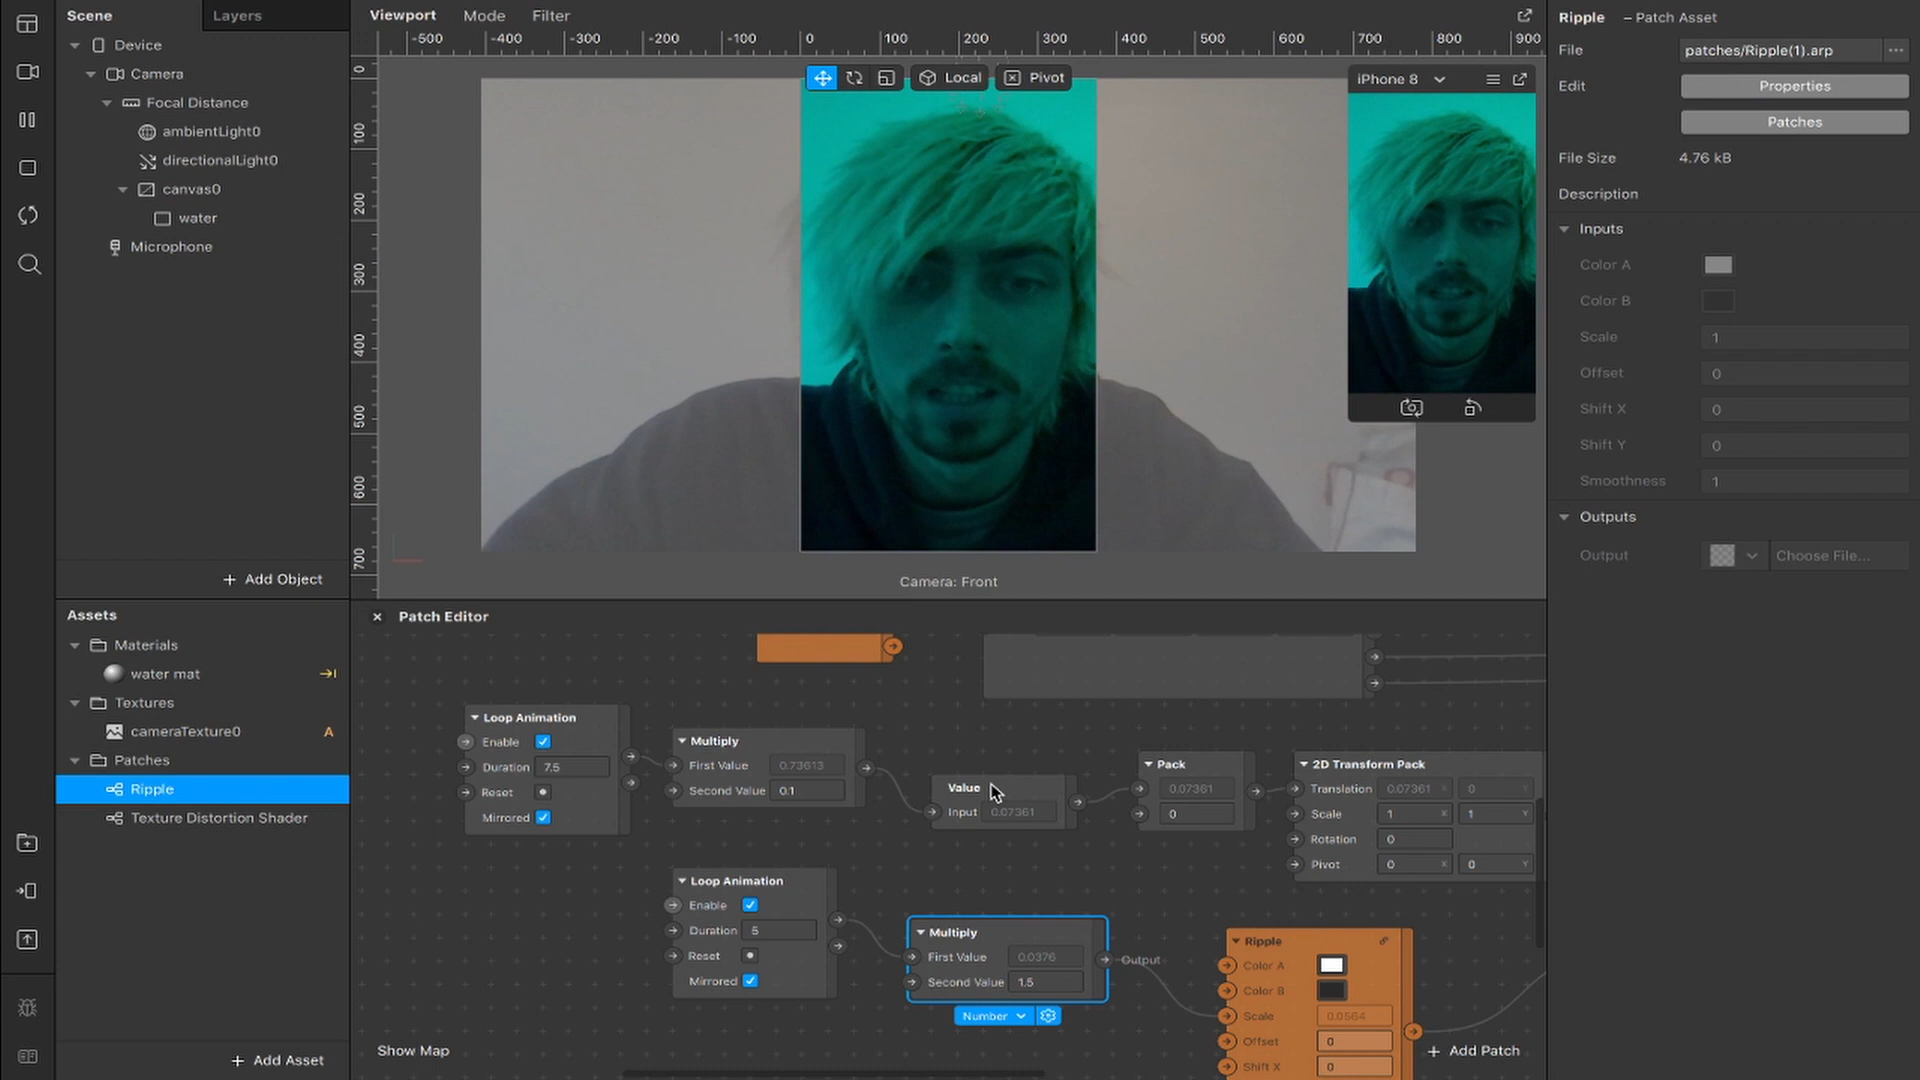 Scene
Layers
Device
Camera
Focal Distance
ambientLight0
directionalLight0
canvas0
water
Microphone
+ Add Object
Assets
Materials
water mat
Textures
cameraTexture0 A
Patches
Ripple
Texture Distortion Shader
+ Add Asset
Viewport Mode Filter
-500 -400 -300 -200 -100 0 100 200 300 400 500 600 700 800 900
0
100
200
300
400
500
600
700
Local Pivot
iPhone 8
Camera: Front
× Patch Editor
Loop Animation
Enable
Duration 7.5
Reset
Mirrored
Multiply
First Value 0.73613
Second Value 0.1
Value
Input 0.07361
Pack
0.07361
0
2D Transform Pack
Translation 0.07361 X 0
Scale 1 X 1 Y
Rotation 0
Pivot 0 X 0 Y
Loop Animation
Enable
Duration 5
Reset
Mirrored
Multiply
First Value 0.0376
Second Value 1.5
Output
Number
Ripple
Color A
Color B
Scale 0.0564
Offset 0
Shift X 0
Show Map
+ Add Patch
Ripple – Patch Asset
File patches/Ripple(1).arp ...
Edit Properties
Patches
File Size 4.76 kB
Description
Inputs
Color A
Color B
Scale 1
Offset 0
Shift X 0
Shift Y 0
Smoothness 1
Outputs
Output Choose File...